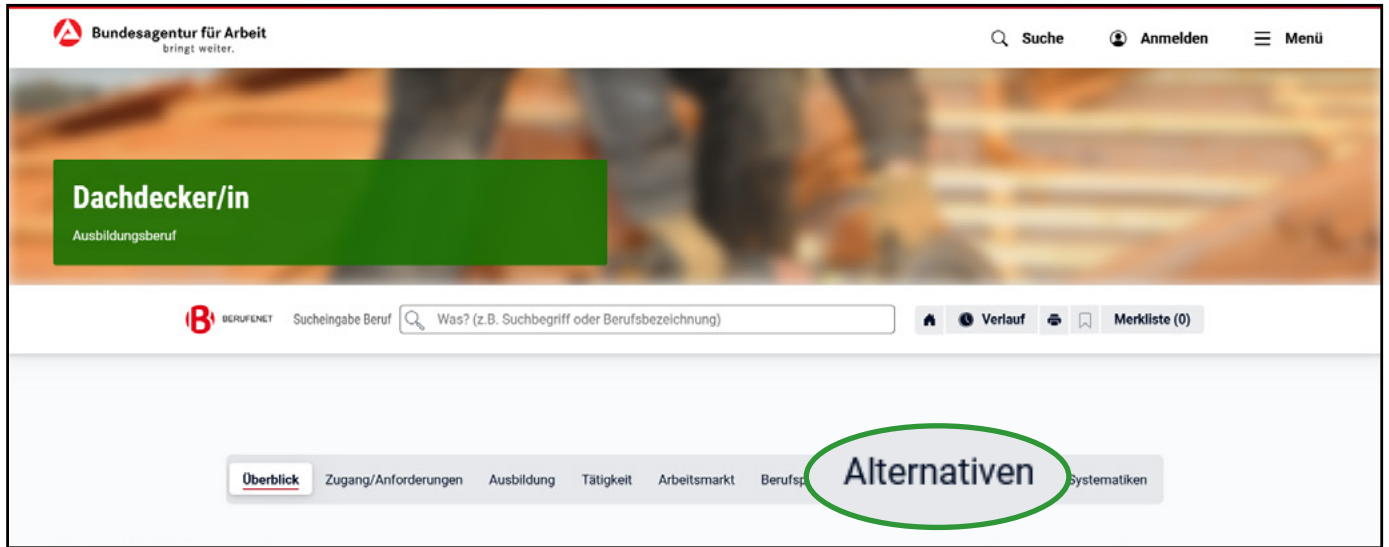 Bundesagentur für Arbeit
bringt weiter.
Suche Anmelden Menü
Dachdecker/in
Ausbildungsberuf
BERUFENET Sucheingabe Beruf Was? (z.B. Suchbegriff oder Berufsbezeichnung) Verlauf Merkliste (0)
Überblick Zugang/Anforderungen Ausbildung Tätigkeit Arbeitsmarkt Berufsp Alternativen Systematiken